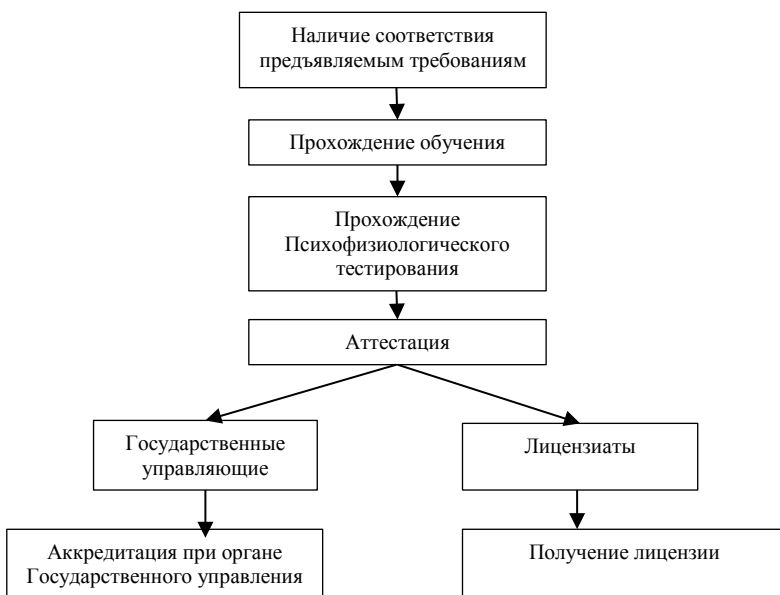 Наличие соответствия
предъявляемым требованиям
Прохождение обучения
Прохождение
Психофизиологического
тестирования
Аттестация
Государственные
управляющие
Лицензиаты
Аккредитация при органе
Государственного управления
Получение лицензии